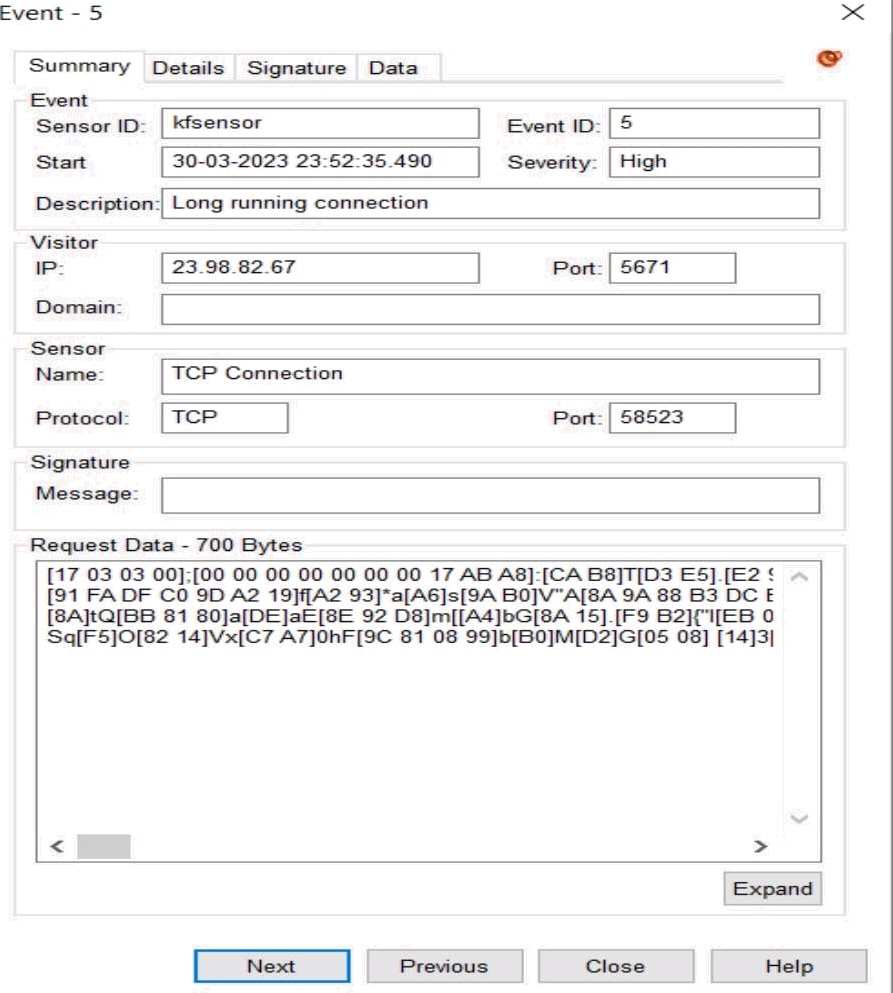 Event - 5
Summary Details Signature Data
Event
Sensor ID: kfsensor Event ID: 5
Start 30-03-2023 23:52:35.490 Severity: High
Description: Long running connection
Visitor
IP: 23.98.82.67 Port: 5671
Domain:
Sensor
Name: TCP Connection
Protocol: TCP Port: 58523
Signature
Message:
Request Data - 700 Bytes
[17 03 03 00];[00 00 00 00 00 00 00 17 AB A8]:[CA B8]T[D3 E5].[E2
[91 FA DF C0 9D A2 19]f[A2 93]*a[A6]s[9A B0]V"A[8A 9A 88 B3 DC
[8A]tQ[BB 81 80]a[DE]aE[8E 92 D8]m[[A4]bG[8A 15].[F9 B2]{"I[EB 0
Sq[F5]O[82 14]Vx[C7 A7]0hF[9C 81 08 99]b[B0]M[D2]G[05 08] [14]3[
Expand
Next Previous Close Help